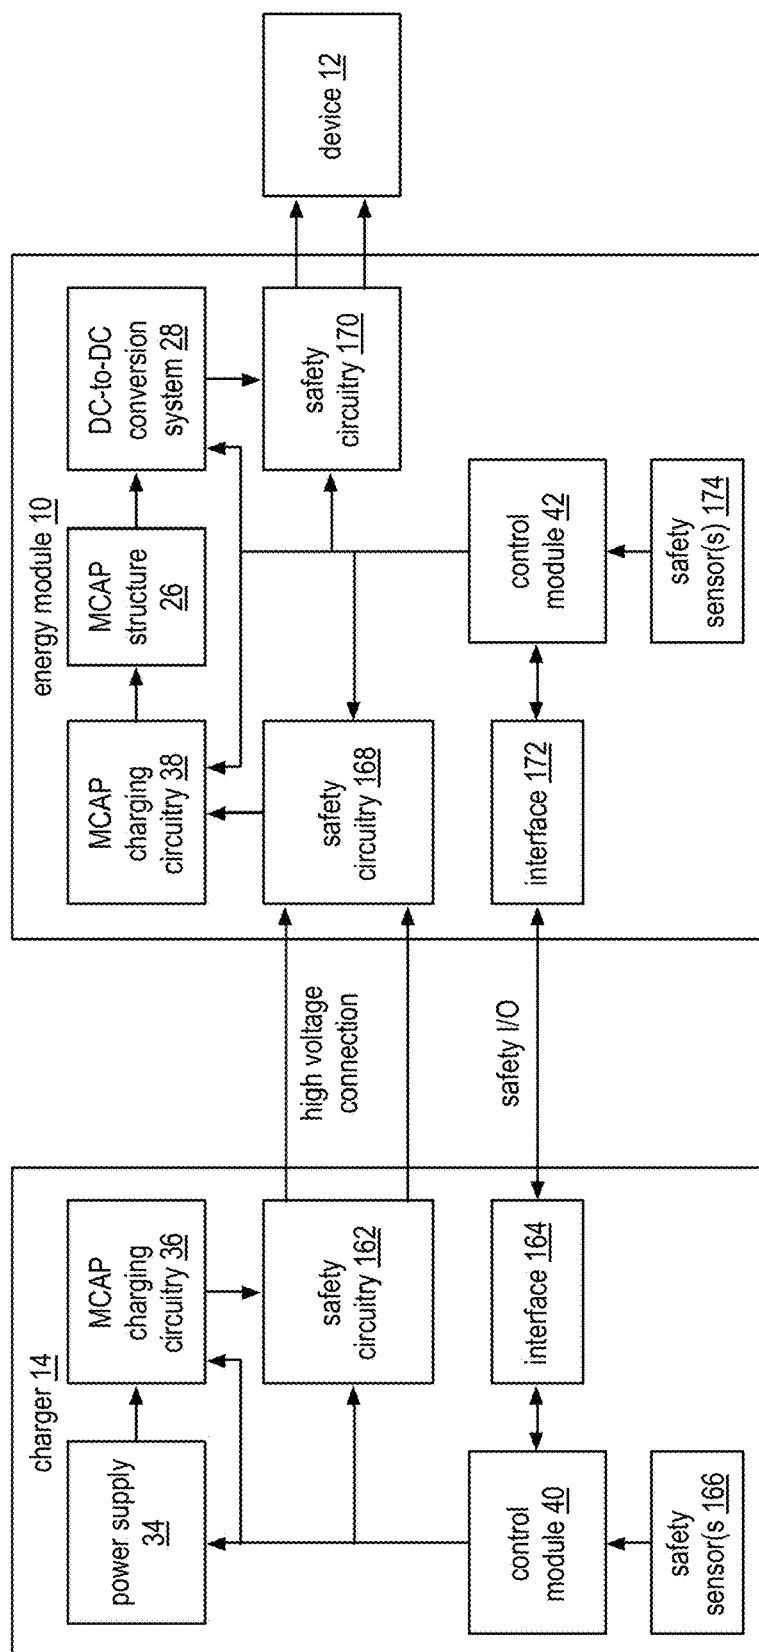 charger 14
power supply
34
MCAP
charging
circuitry 36
safety
circuitry 162
control
module 40
interface 164
safety
sensor(s 166
high voltage
connection
safety I/O
energy module 10
MCAP
charging
circuitry 38
MCAP
structure
26
DC-to-DC
conversion
system 28
safety
circuitry 168
safety
circuitry 170
interface 172
control
module 42
safety
sensor(s) 174
device 12